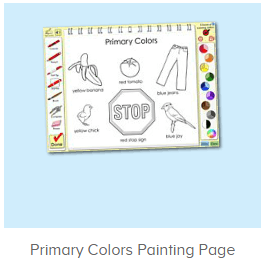 Primary Colors
yellow banana
red tomato
blue jeans
yellow chick
STOP
red stop sign
blue jay
Done
Primary Colors Painting Page